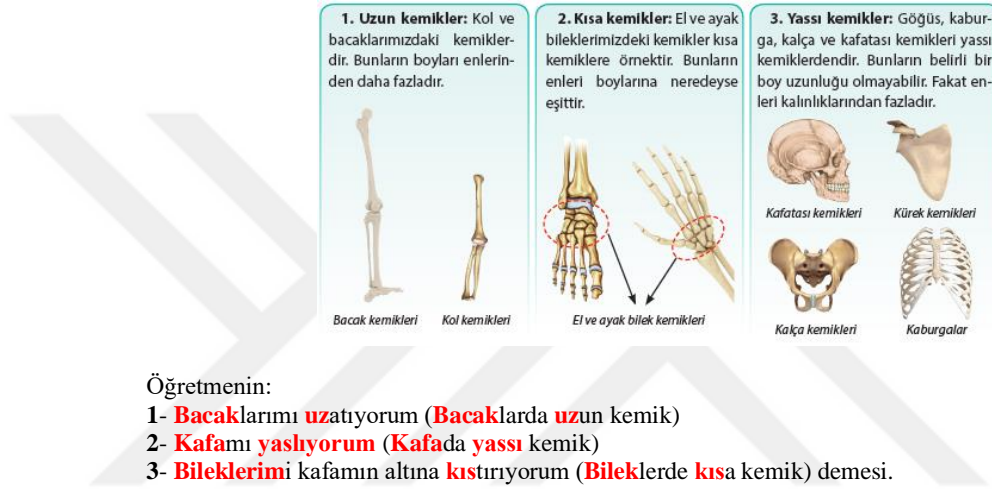 1. Uzun kemikler: Kol ve
bacaklarımızdaki kemikler-
dir. Bunların boyları enlerin-
den daha fazladır.
Bacak kemikleri
Kol kemikleri
2. Kısa kemikler: El ve ayak
bileklerimizdeki kemikler kısa
kemiklere örnektir. Bunların
enleri boylarına neredeyse
eşittir.
El ve ayak bilek kemikleri
3. Yassı kemikler: Göğüs, kabur-
ga, kalça ve kafatası kemikleri yassı
kemiklerdendir. Bunların belirli bir
boy uzunluğu olmayabilir. Fakat en-
leri kalınlıklarından fazladır.
Kafatası kemikleri
Kürek kemikleri
Kalça kemikleri
Kaburgalar
Öğretmenin:
1- Bacaklarımı uzatıyorum (Bacaklarda uzun kemik)
2- Kafamı yaslıyorum (Kafada yassı kemik)
3- Bileklerimi kafamın altına kıstırıyorum (Bileklerde kısa kemik) demesi.